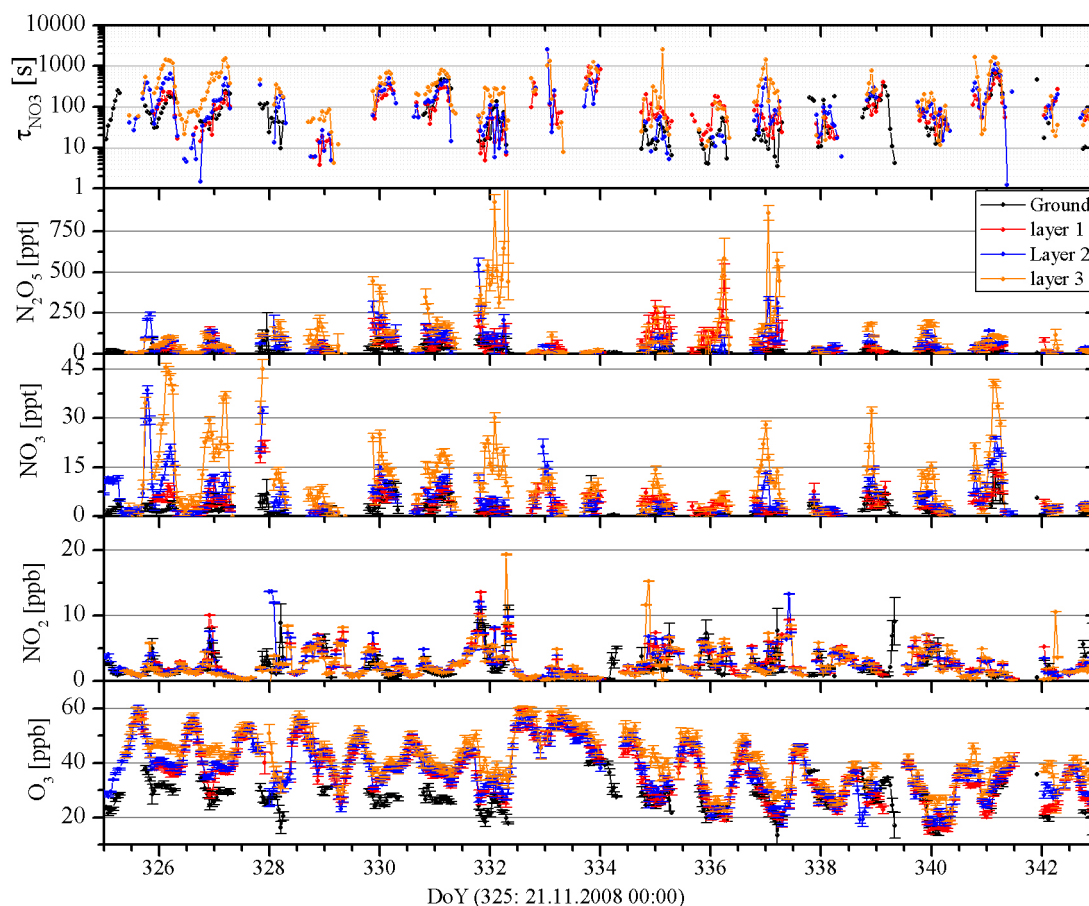 τNO3 [s]
10000
1000
100
10
1
N2O5 [ppt]
750
500
250
0
Ground
layer 1
Layer 2
layer 3
NO3 [ppt]
45
30
15
0
NO2 [ppb]
20
10
0
O3 [ppb]
60
40
20
326 328 330 332 334 336 338 340 342
DoY (325: 21.11.2008 00:00)